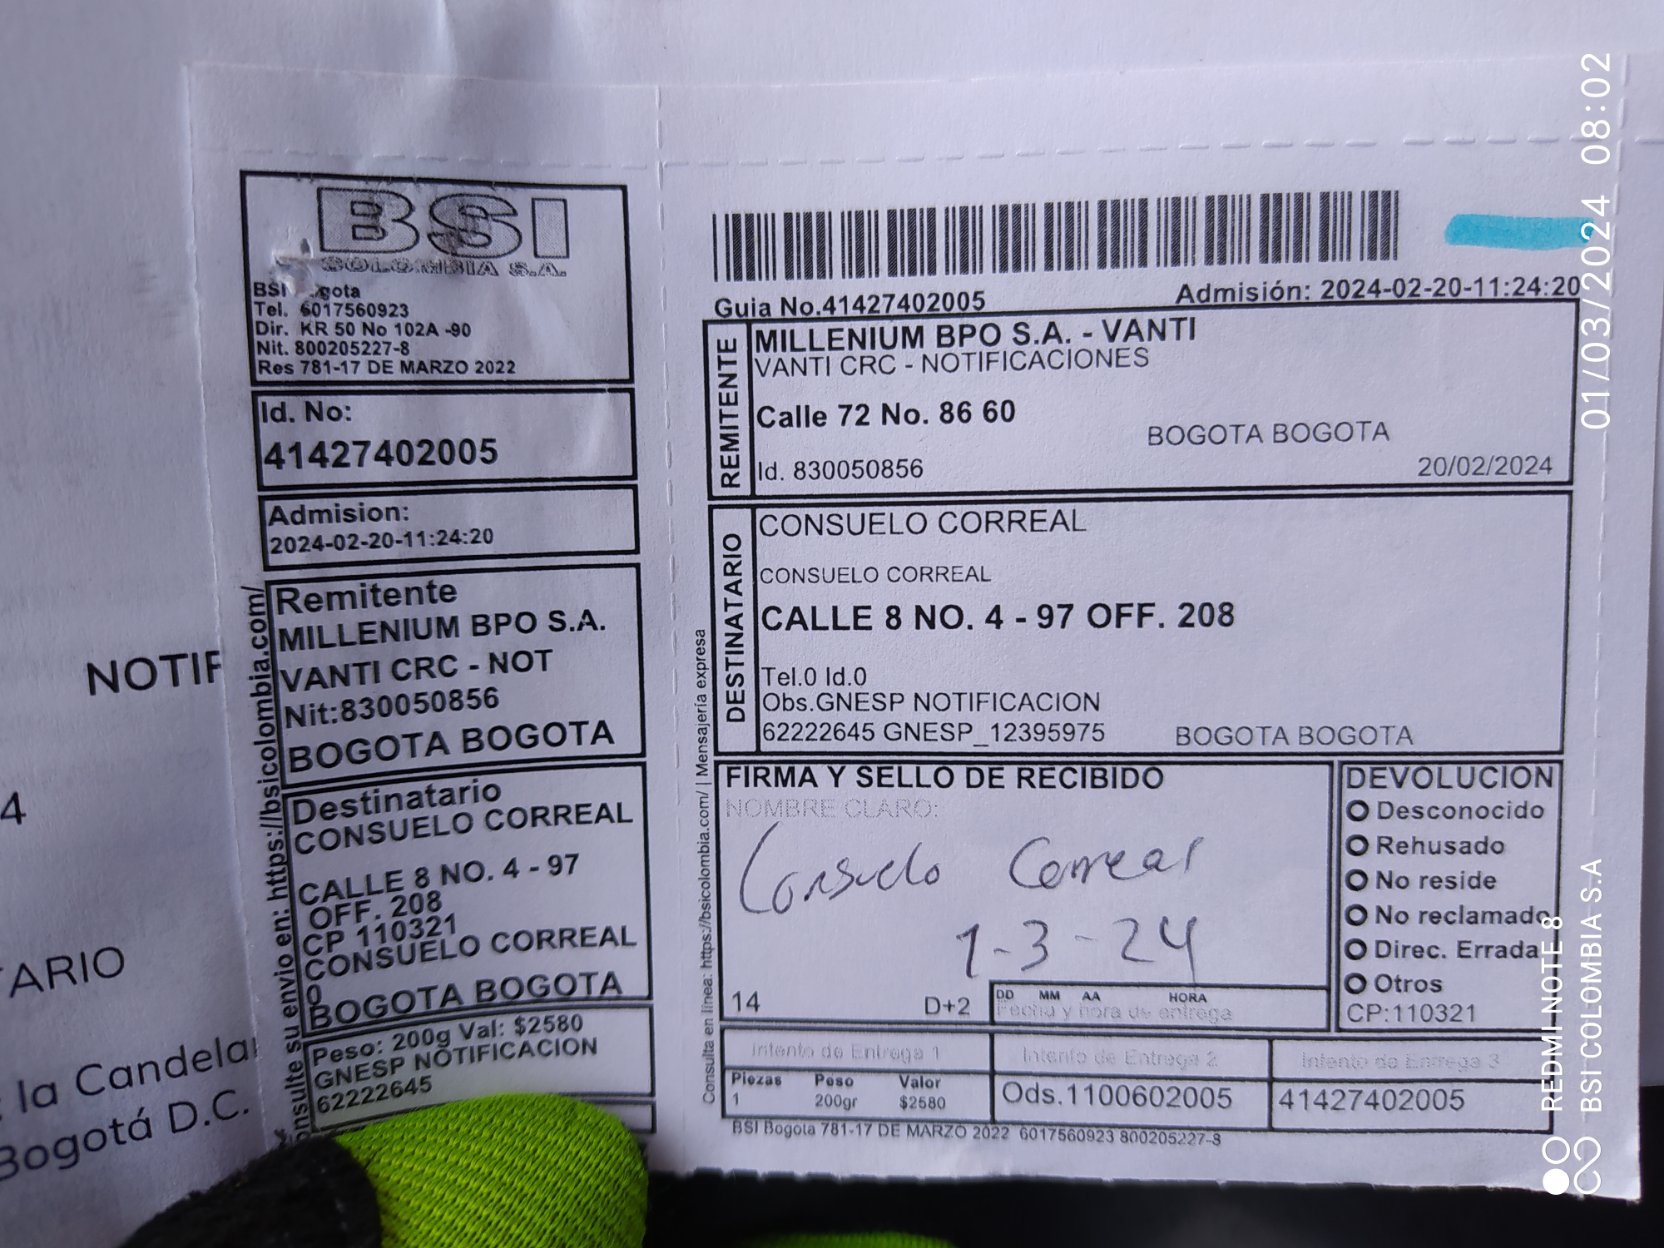 NOTIF
4
TARIO
la Candela
Bogotá D.C.
BSI
COLOMBIA S.A.
BSI Bogota
Tel. 6017560923
Dir. KR 50 No 102A -90
Nit. 800205227-8
Res 781-17 DE MARZO 2022
Id. No:
41427402005
Admision:
2024-02-20-11:24:20
Remitente
MILLENIUM BPO S.A.
VANTI CRC - NOT
Nit:830050856
BOGOTA BOGOTA
Destinatario
CONSUELO CORREAL
CALLE 8 NO. 4 - 97
OFF. 208
CP 110321
CONSUELO CORREAL
0
BOGOTA BOGOTA
Peso: 200g Val: $2580
GNESP NOTIFICACION
62222645
onsulte su envio en: https://bsicolombia.com/
Guia No.41427402005
Admisión: 2024-02-20-11:24:20
REMITENTE
MILLENIUM BPO S.A. - VANTI
VANTI CRC - NOTIFICACIONES
Calle 72 No. 86 60
BOGOTA BOGOTA
Id. 830050856
20/02/2024
DESTINATARIO
CONSUELO CORREAL
CONSUELO CORREAL
CALLE 8 NO. 4 - 97 OFF. 208
Tel.0 Id.0
Obs.GNESP NOTIFICACION
62222645 GNESP_12395975
BOGOTA BOGOTA
Consulta en línea: https://bsicolombia.com/ | Mensajería expresa
FIRMA Y SELLO DE RECIBIDO
NOMBRE CLARO:
Consuelo Correal
1-3-24
14
D+2
DD MM AA HORA
Fecha y hora de entrega
DEVOLUCION
Desconocido
Rehusado
No reside
No reclamado
Direc. Errada
Otros
CP:110321
Intento de Entrega 1
Intento de Entrega 2
Intento de Entrega 3
Piezas Peso Valor
1 200gr $2580
Ods.1100602005
41427402005
BSI Bogota 781-17 DE MARZO 2022 6017560923 800205227-8
01/03/2024 08:02
REDMI NOTE 8
BSI COLOMBIA S.A